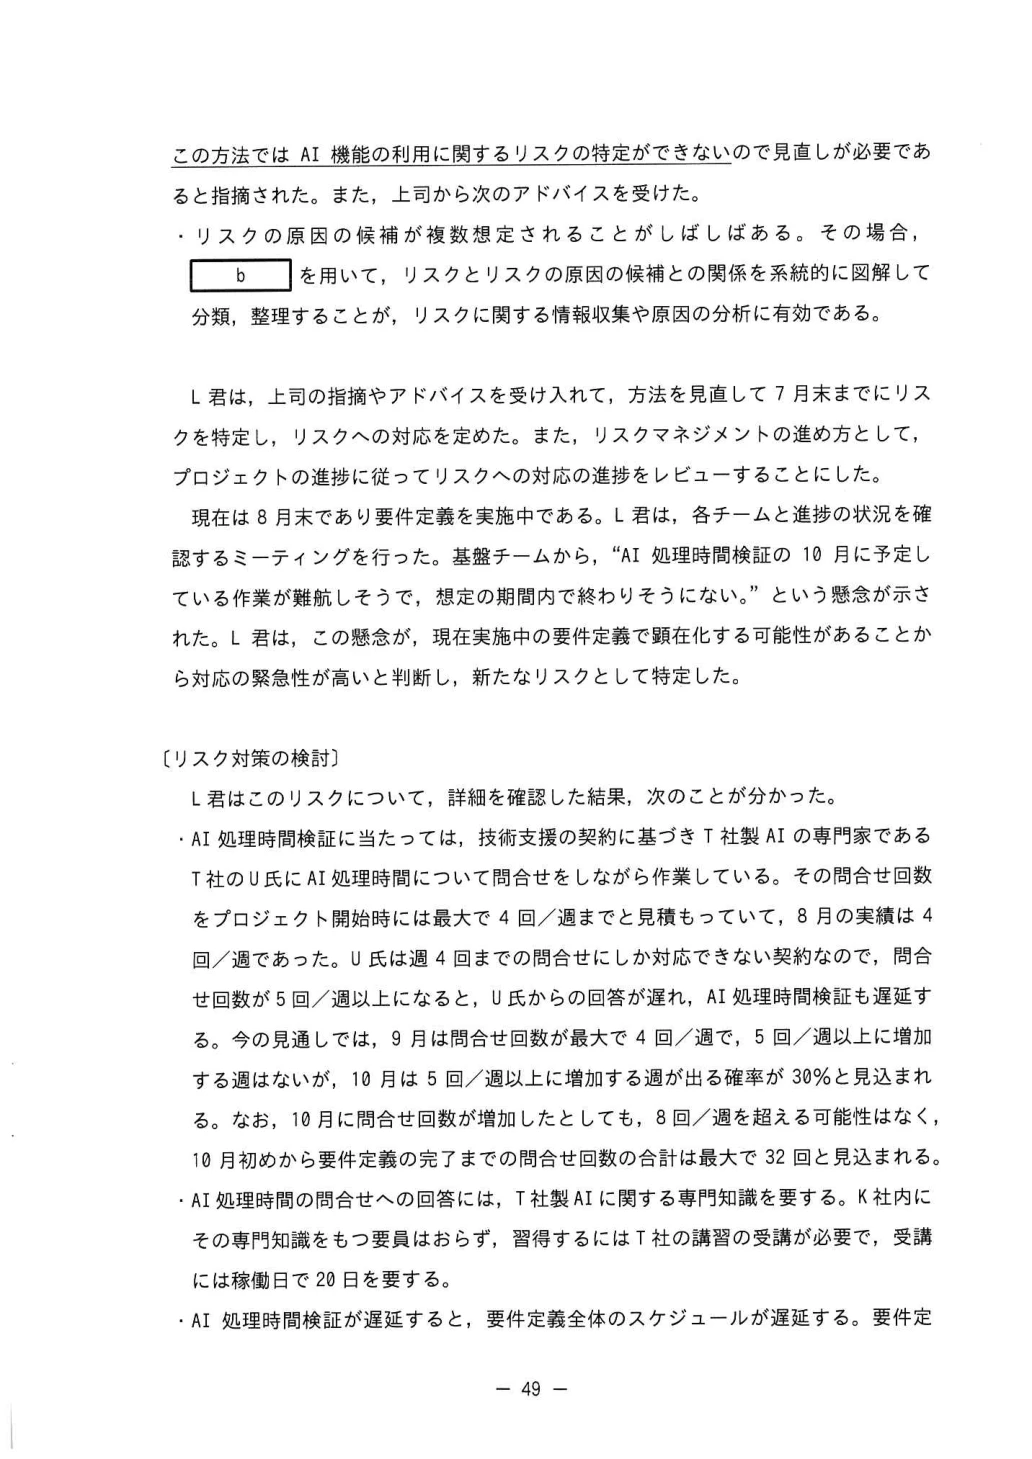 この方法では AI 機能の利用に関するリスクの特定ができないので見直しが必要であ
ると指摘された。また，上司から次のアドバイスを受けた。
・リスクの原因の候補が複数想定されることがしばしばある。その場合，
b を用いて，リスクとリスクの原因の候補との関係を系統的に図解して
分類，整理することが，リスクに関する情報収集や原因の分析に有効である。
L 君は，上司の指摘やアドバイスを受け入れて，方法を見直して 7 月末までにリス
クを特定し，リスクへの対応を定めた。また，リスクマネジメントの進め方として，
プロジェクトの進捗に従ってリスクへの対応の進捗をレビューすることにした。
現在は 8 月末であり要件定義を実施中である。L 君は，各チームと進捗の状況を確
認するミーティングを行った。基盤チームから，“AI 処理時間検証の 10 月に予定し
ている作業が難航しそうで，想定の期間内で終わりそうにない。”という懸念が示さ
れた。L 君は，この懸念が，現在実施中の要件定義で顕在化する可能性があることか
ら対応の緊急性が高いと判断し，新たなリスクとして特定した。
〔リスク対策の検討〕
L 君はこのリスクについて，詳細を確認した結果，次のことが分かった。
・AI 処理時間検証に当たっては，技術支援の契約に基づき T 社製 AI の専門家である
T 社の U 氏に AI 処理時間について問合せをしながら作業している。その問合せ回数
をプロジェクト開始時には最大で 4 回／週までと見積もっていて，8 月の実績は 4
回／週であった。U 氏は週 4 回までの問合せにしか対応できない契約なので，問合
せ回数が 5 回／週以上になると，U 氏からの回答が遅れ，AI 処理時間検証も遅延す
る。今の見通しでは，9 月は問合せ回数が最大で 4 回／週で，5 回／週以上に増加
する週はないが，10 月は 5 回／週以上に増加する週が出る確率が 30％と見込まれ
る。なお，10 月に問合せ回数が増加したとしても，8 回／週を超える可能性はなく，
10 月初めから要件定義の完了までの問合せ回数の合計は最大で 32 回と見込まれる。
・AI 処理時間の問合せへの回答には，T 社製 AI に関する専門知識を要する。K 社内に
その専門知識をもつ要員はおらず，習得するには T 社の講習の受講が必要で，受講
には稼働日で 20 日を要する。
・AI 処理時間検証が遅延すると，要件定義全体のスケジュールが遅延する。要件定
－ 49 －